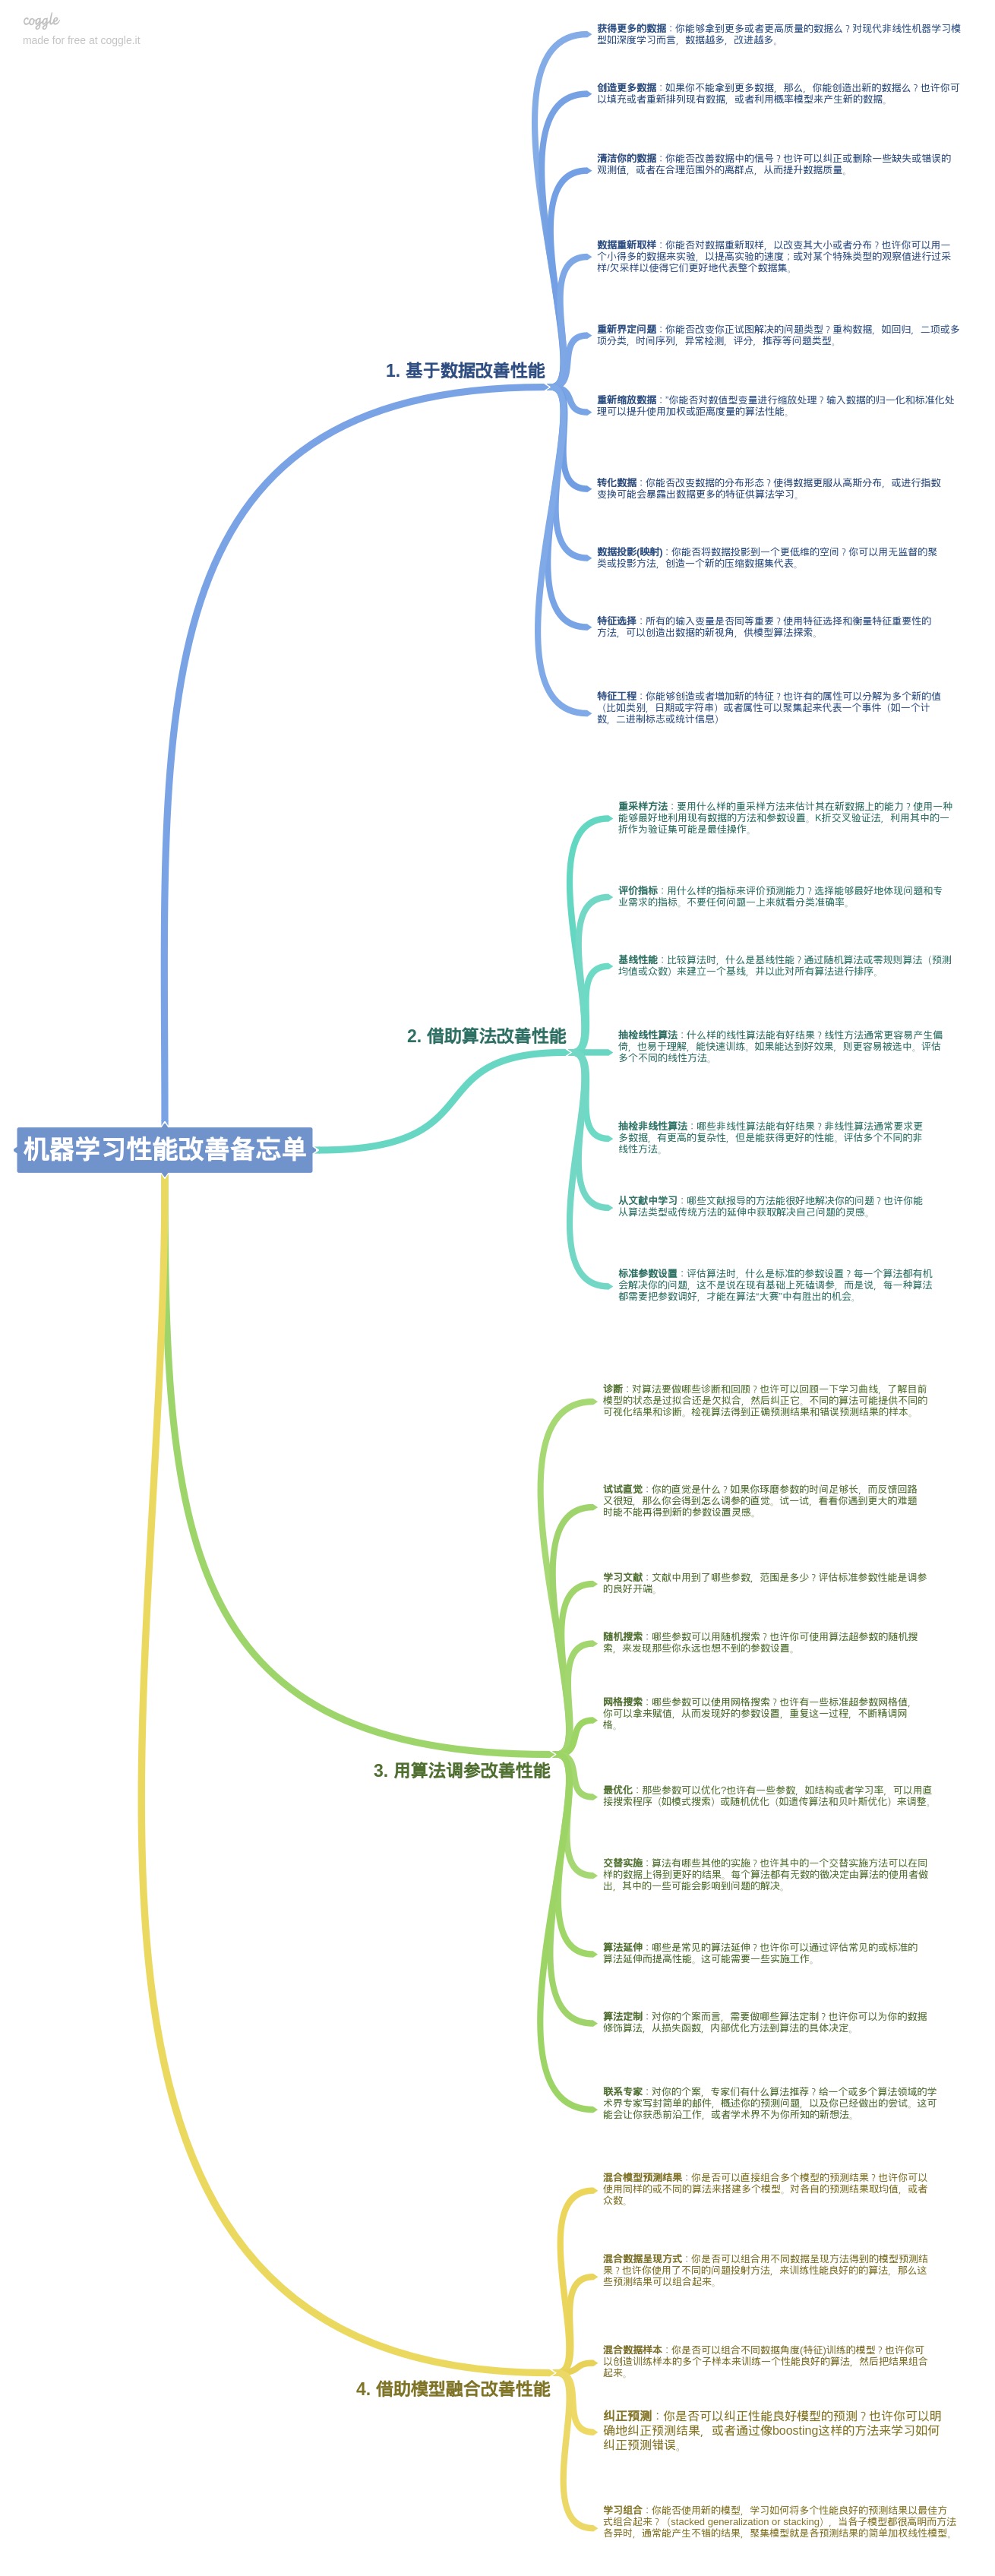 coggle
made for free at coggle.it
获得更多的数据：你能够拿到更多或者更高质量的数据么？对现代非线性机器学习模
型如深度学习而言，数据越多，改进越多。
创造更多数据：如果你不能拿到更多数据，那么，你能创造出新的数据么？也许你可
以填充或者重新排列现有数据，或者利用概率模型来产生新的数据。
清洁你的数据：你能否改善数据中的信号？也许可以纠正或删除一些缺失或错误的
观测值，或者在合理范围外的离群点，从而提升数据质量。
数据重新取样：你能否对数据重新取样，以改变其大小或者分布？也许你可以用一
个小得多的数据来实验，以提高实验的速度；或对某个特殊类型的观察值进行过采
样/欠采样以使得它们更好地代表整个数据集。
重新界定问题：你能否改变你正试图解决的问题类型？重构数据，如回归，二项或多
项分类，时间序列，异常检测，评分，推荐等问题类型。
1. 基于数据改善性能
重新缩放数据：“你能否对数值型变量进行缩放处理？输入数据的归一化和标准化处
理可以提升使用加权或距离度量的算法性能。
转化数据：你能否改变数据的分布形态？使得数据更服从高斯分布，或进行指数
变换可能会暴露出数据更多的特征供算法学习。
数据投影(映射)：你能否将数据投影到一个更低维的空间？你可以用无监督的聚
类或投影方法，创造一个新的压缩数据集代表。
特征选择：所有的输入变量是否同等重要？使用特征选择和衡量特征重要性的
方法，可以创造出数据的新视角，供模型算法探索。
特征工程：你能够创造或者增加新的特征？也许有的属性可以分解为多个新的值
（比如类别，日期或字符串）或者属性可以聚集起来代表一个事件（如一个计
数，二进制标志或统计信息）
重采样方法：要用什么样的重采样方法来估计其在新数据上的能力？使用一种
能够最好地利用现有数据的方法和参数设置。K折交叉验证法，利用其中的一
折作为验证集可能是最佳操作。
评价指标：用什么样的指标来评价预测能力？选择能够最好地体现问题和专
业需求的指标。不要任何问题一上来就看分类准确率。
基线性能：比较算法时，什么是基线性能？通过随机算法或零规则算法（预测
均值或众数）来建立一个基线，并以此对所有算法进行排序。
2. 借助算法改善性能
抽检线性算法：什么样的线性算法能有好结果？线性方法通常更容易产生偏
倚，也易于理解，能快速训练。如果能达到好效果，则更容易被选中。评估
多个不同的线性方法。
抽检非线性算法：哪些非线性算法能有好结果？非线性算法通常要求更
多数据，有更高的复杂性，但是能获得更好的性能。评估多个不同的非
线性方法。
机器学习性能改善备忘单
从文献中学习：哪些文献报导的方法能很好地解决你的问题？也许你能
从算法类型或传统方法的延伸中获取解决自己问题的灵感。
标准参数设置：评估算法时，什么是标准的参数设置？每一个算法都有机
会解决你的问题，这不是说在现有基础上死磕调参，而是说，每一种算法
都需要把参数调好，才能在算法“大赛”中有胜出的机会。
诊断：对算法要做哪些诊断和回顾？也许可以回顾一下学习曲线，了解目前
模型的状态是过拟合还是欠拟合，然后纠正它。不同的算法可能提供不同的
可视化结果和诊断。检视算法得到正确预测结果和错误预测结果的样本。
试试直觉：你的直觉是什么？如果你琢磨参数的时间足够长，而反馈回路
又很短，那么你会得到怎么调参的直觉。试一试，看看你遇到更大的难题
时能不能再得到新的参数设置灵感。
学习文献：文献中用到了哪些参数，范围是多少？评估标准参数性能是调参
的良好开端。
随机搜索：哪些参数可以用随机搜索？也许你可使用算法超参数的随机搜
索，来发现那些你永远也想不到的参数设置。
网格搜索：哪些参数可以使用网格搜索？也许有一些标准超参数网格值，
你可以拿来赋值，从而发现好的参数设置，重复这一过程，不断精调网
格。
3. 用算法调参改善性能
最优化：那些参数可以优化?也许有一些参数，如结构或者学习率，可以用直
接搜索程序（如模式搜索）或随机优化（如遗传算法和贝叶斯优化）来调整。
交替实施：算法有哪些其他的实施？也许其中的一个交替实施方法可以在同
样的数据上得到更好的结果。每个算法都有无数的微决定由算法的使用者做
出，其中的一些可能会影响到问题的解决。
算法延伸：哪些是常见的算法延伸？也许你可以通过评估常见的或标准的
算法延伸而提高性能。这可能需要一些实施工作。
算法定制：对你的个案而言，需要做哪些算法定制？也许你可以为你的数据
修饰算法，从损失函数，内部优化方法到算法的具体决定。
联系专家：对你的个案，专家们有什么算法推荐？给一个或多个算法领域的学
术界专家写封简单的邮件，概述你的预测问题，以及你已经做出的尝试。这可
能会让你获悉前沿工作，或者学术界不为你所知的新想法。
混合模型预测结果：你是否可以直接组合多个模型的预测结果？也许你可以
使用同样的或不同的算法来搭建多个模型。对各自的预测结果取均值，或者
众数。
混合数据呈现方式：你是否可以组合用不同数据呈现方法得到的模型预测结
果？也许你使用了不同的问题投射方法，来训练性能良好的的算法，那么这
些预测结果可以组合起来。
混合数据样本：你是否可以组合不同数据角度(特征)训练的模型？也许你可
以创造训练样本的多个子样本来训练一个性能良好的算法，然后把结果组合
起来。
4. 借助模型融合改善性能
纠正预测：你是否可以纠正性能良好模型的预测？也许你可以明
确地纠正预测结果，或者通过像boosting这样的方法来学习如何
纠正预测错误。
学习组合：你能否使用新的模型，学习如何将多个性能良好的预测结果以最佳方
式组合起来？（stacked generalization or stacking），当各子模型都很高明而方法
各异时，通常能产生不错的结果，聚集模型就是各预测结果的简单加权线性模型。